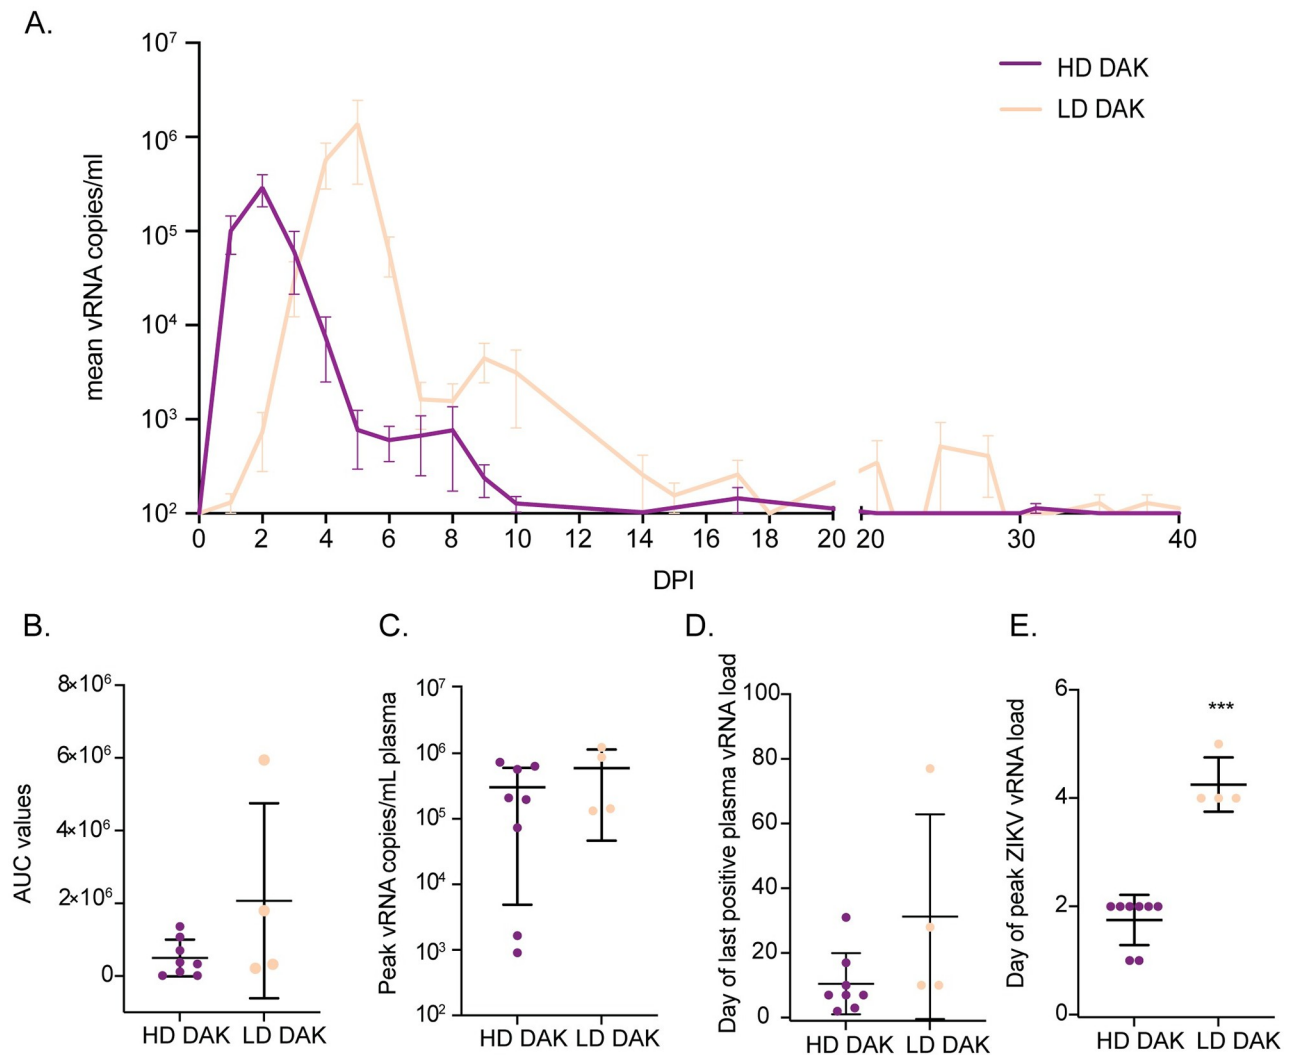 A.
10⁷
10⁶
10⁵
10⁴
10³
10²
mean vRNA copies/ml
HD DAK
LD DAK
0 2 4 6 8 10 12 14 16 18 20 20 30 40
DPI
B.
8×10⁶
6×10⁶
4×10⁶
2×10⁶
0
AUC values
HD DAK LD DAK
C.
10⁷
10⁶
10⁵
10⁴
10³
10²
Peak vRNA copies/mL plasma
HD DAK LD DAK
D.
100
80
60
40
20
0
Day of last positive plasma vRNA load
HD DAK LD DAK
E.
6
4
2
0
Day of peak ZIKV vRNA load
***
HD DAK LD DAK